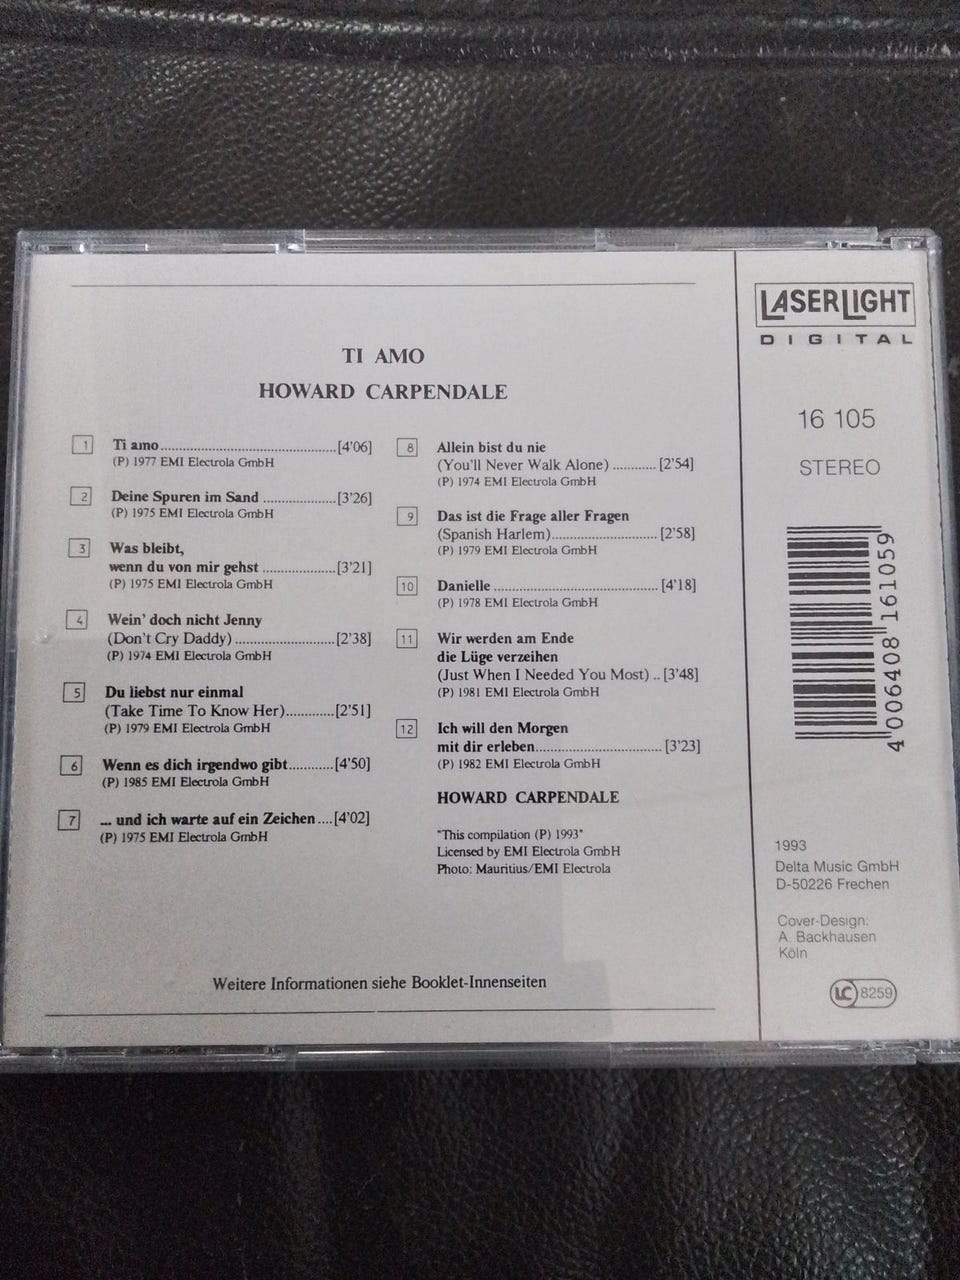 TI AMO
HOWARD CARPENDALE
1 Ti amo..........[4'06]
(P) 1977 EMI Electrola GmbH
2 Deine Spuren im Sand ..........[3'26]
(P) 1975 EMI Electrola GmbH
3 Was bleibt,
wenn du von mir gehst ..........[3'21]
(P) 1975 EMI Electrola GmbH
4 Wein' doch nicht Jenny
(Don't Cry Daddy) ..........[2'38]
(P) 1974 EMI Electrola GmbH
5 Du liebst nur einmal
(Take Time To Know Her)..........[2'51]
(P) 1979 EMI Electrola GmbH
6 Wenn es dich irgendwo gibt..........[4'50]
(P) 1985 EMI Electrola GmbH
7 ... und ich warte auf ein Zeichen ....[4'02]
(P) 1975 EMI Electrola GmbH
8 Allein bist du nie
(You'll Never Walk Alone) .......... [2'54]
(P) 1974 EMI Electrola GmbH
9 Das ist die Frage aller Fragen
(Spanish Harlem).......... [2'58]
(P) 1979 EMI Electrola GmbH
10 Danielle .......... [4'18]
(P) 1978 EMI Electrola GmbH
11 Wir werden am Ende
die Lüge verzeihen
(Just When I Needed You Most) .. [3'48]
(P) 1981 EMI Electrola GmbH
12 Ich will den Morgen
mit dir erleben.......... [3'23]
(P) 1982 EMI Electrola GmbH
HOWARD CARPENDALE
"This compilation (P) 1993"
Licensed by EMI Electrola GmbH
Photo: Mauritius/EMI Electrola
Weitere Informationen siehe Booklet-Innenseiten
LASERLIGHT
DIGITAL
16 105
STEREO
4 006408 161059
1993
Delta Music GmbH
D-50226 Frechen
Cover-Design:
A. Backhausen
Köln
LC 8259